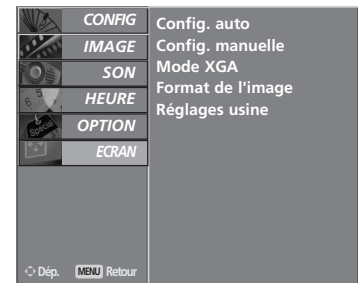 CONFIG
IMAGE
SON
HEURE
OPTION
ECRAN
Config. auto
Config. manuelle
Mode XGA
Format de l'image
Réglages usine
Special
Dép. MENU Retour